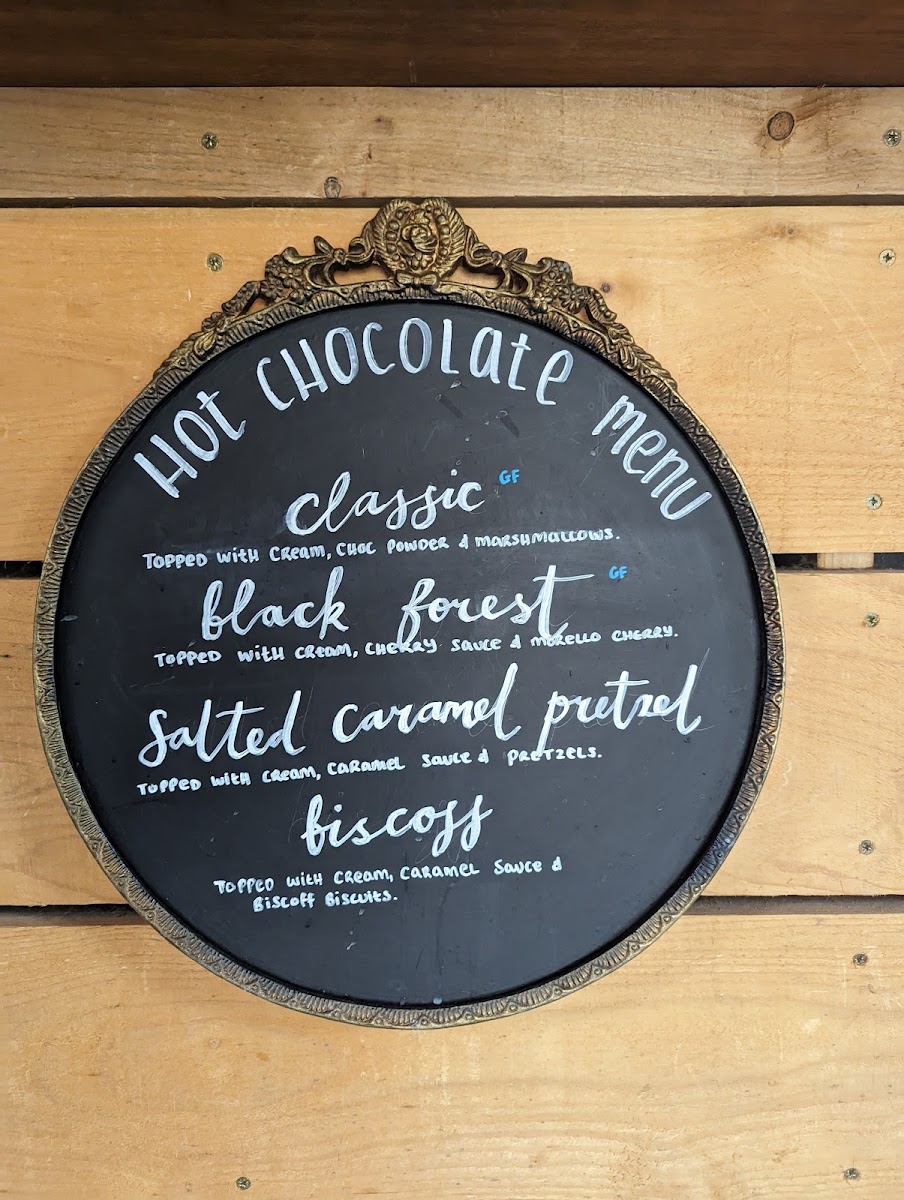 Hot CHOCOLate menu
classic GF
TOPPED WitH CREAM, CHOC POWDER & MARSHMALLOWS.
black forest GF
TOPPED WitH CREAM, CHERRY SAUCE & MORELLO CHERRY.
Salted caramel pretzel
TOPPED WitH CREAM, CARAMEL SAUCE & PRETZELS.
biscoff
TOPPED WitH CREAM, CARAMEL SAUCE &
BISCOFF BISCUITS.